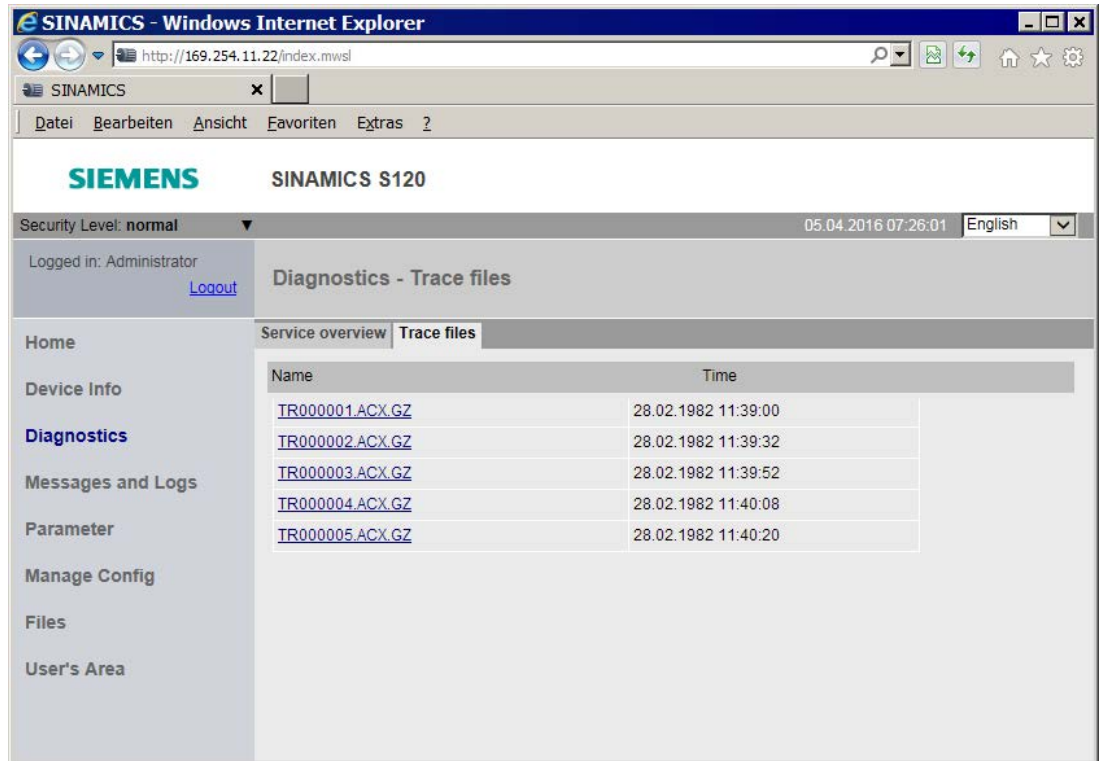 SINAMICS - Windows Internet Explorer
http://169.254.11.22/index.mwsl
SINAMICS
Datei Bearbeiten Ansicht Favoriten Extras ?
SIEMENS SINAMICS S120
Security Level: normal 05.04.2016 07:26:01 English
Logged in: Administrator
Logout
Diagnostics - Trace files
Service overview Trace files
Home
Device Info
Diagnostics
Messages and Logs
Parameter
Manage Config
Files
User's Area
Name Time
TR000001.ACX.GZ 28.02.1982 11:39:00
TR000002.ACX.GZ 28.02.1982 11:39:32
TR000003.ACX.GZ 28.02.1982 11:39:52
TR000004.ACX.GZ 28.02.1982 11:40:08
TR000005.ACX.GZ 28.02.1982 11:40:20